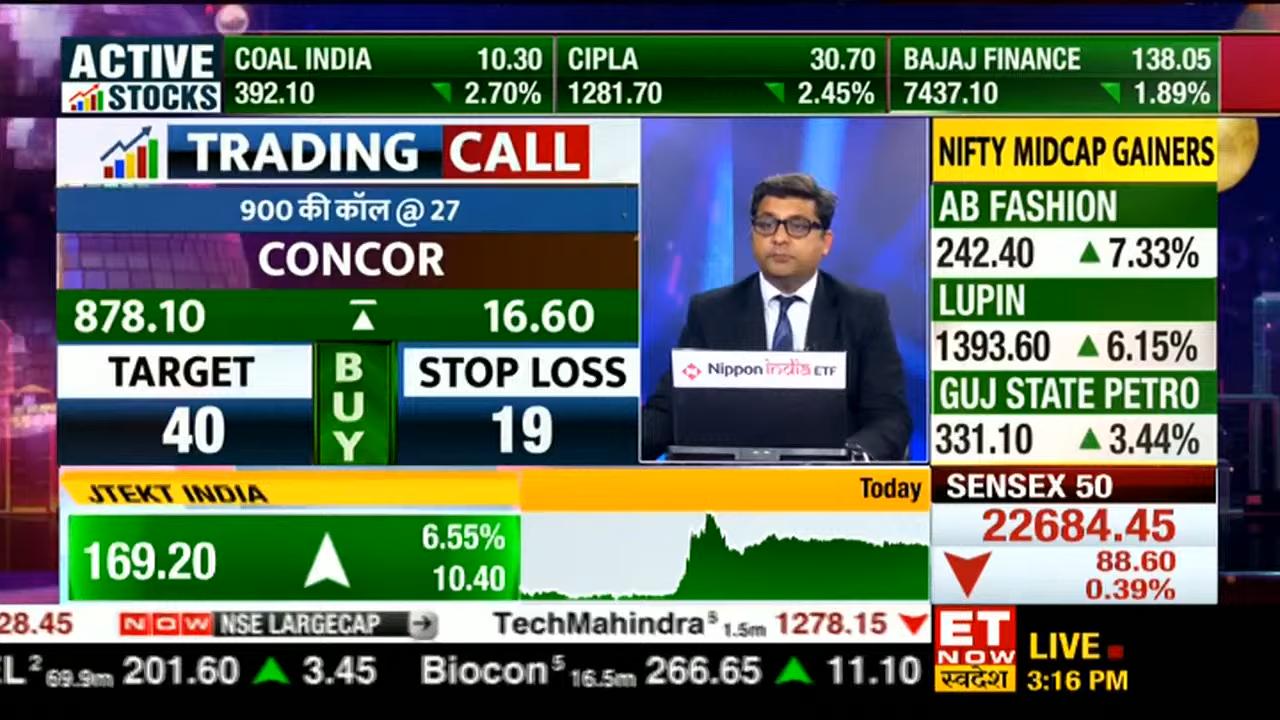 ACTIVE STOCKS
COAL INDIA 10.30
392.10 2.70%
CIPLA 30.70
1281.70 2.45%
BAJAJ FINANCE 138.05
7437.10 1.89%
TRADING CALL
900 की कॉल @ 27
CONCOR
878.10 16.60
TARGET BUY STOP LOSS
40 19
Nippon india ETF
NIFTY MIDCAP GAINERS
AB FASHION
242.40 ▲ 7.33%
LUPIN
1393.60 ▲ 6.15%
GUJ STATE PETRO
331.10 ▲ 3.44%
JTEKT INDIA Today
169.20 6.55%
10.40
SENSEX 50
22684.45
88.60
0.39%
28.45 NOW NSE LARGECAP TechMahindra 5 1.5m 1278.15 ▼
EL 2 69.9m 201.60 ▲ 3.45 Biocon 5 16.5m 266.65 ▲ 11.10
ET NOW स्वदेश
LIVE
3:16 PM